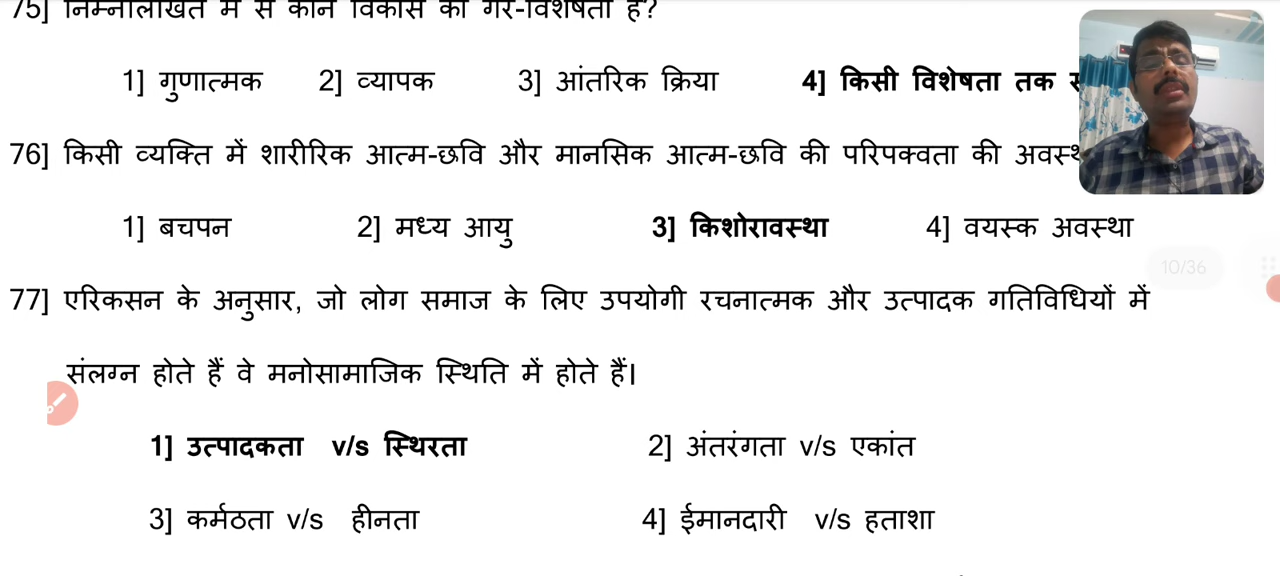 75] निम्नलिखित में से कौन विकास की गैर-विशेषता है?
1] गुणात्मक 2] व्यापक 3] आंतरिक क्रिया 4] किसी विशेषता तक
76] किसी व्यक्ति में शारीरिक आत्म-छवि और मानसिक आत्म-छवि की परिपक्वता की
1] बचपन 2] मध्य आयु 3] किशोरावस्था 4] वयस्क अवस्था
10/36
77] एरिकसन के अनुसार, जो लोग समाज के लिए उपयोगी रचनात्मक और उत्पादक गतिविधियों में
संलग्न होते हैं वे मनोसामाजिक स्थिति में होते हैं।
1] उत्पादकता v/s स्थिरता 2] अंतरंगता v/s एकांत
3] कर्मठता v/s हीनता 4] ईमानदारी v/s हताशा